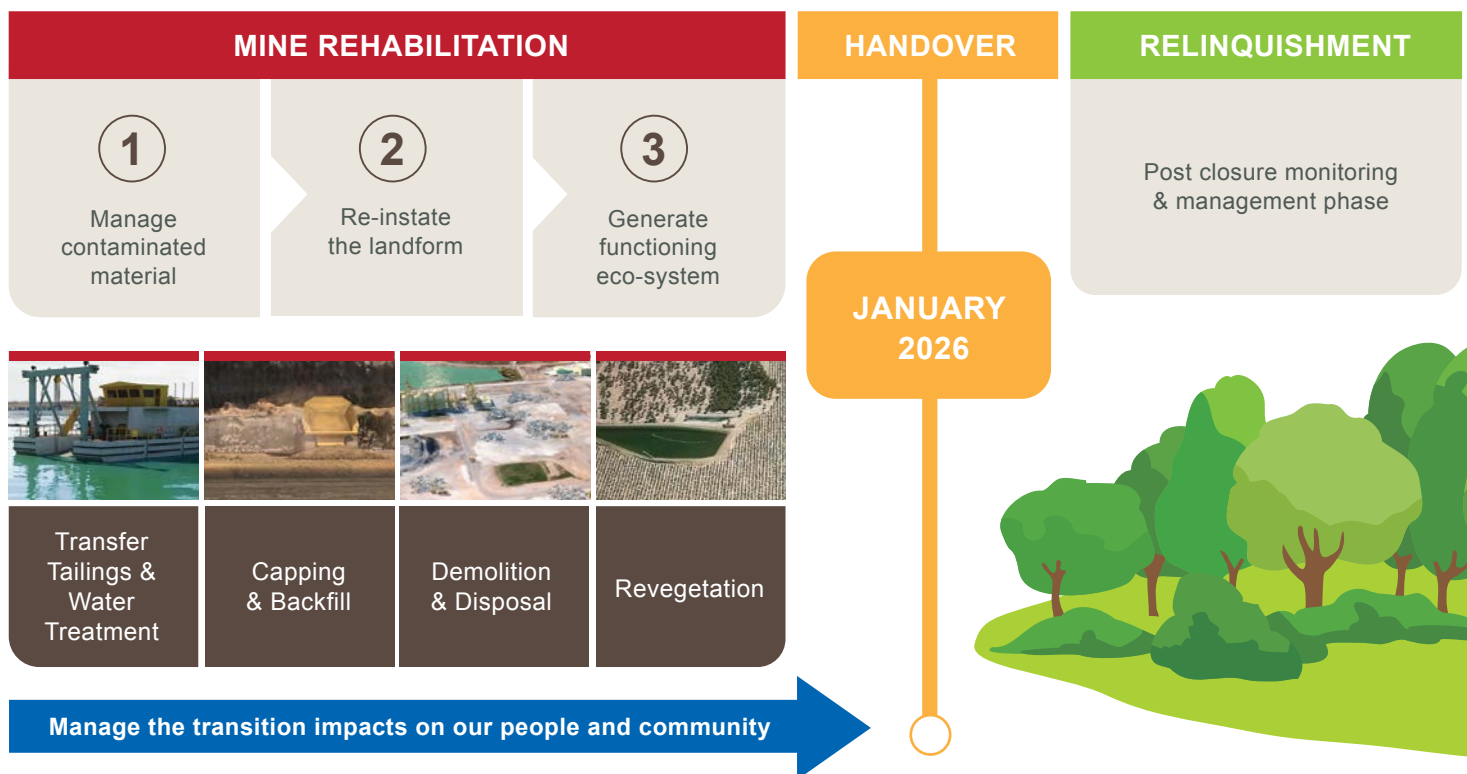 MINE REHABILITATION
1
Manage
contaminated
material
2
Re-instate
the landform
3
Generate
functioning
eco-system
Transfer
Tailings &
Water
Treatment
Capping
& Backfill
Demolition
& Disposal
Revegetation
Manage the transition impacts on our people and community
HANDOVER
JANUARY
2026
RELINQUISHMENT
Post closure monitoring
& management phase